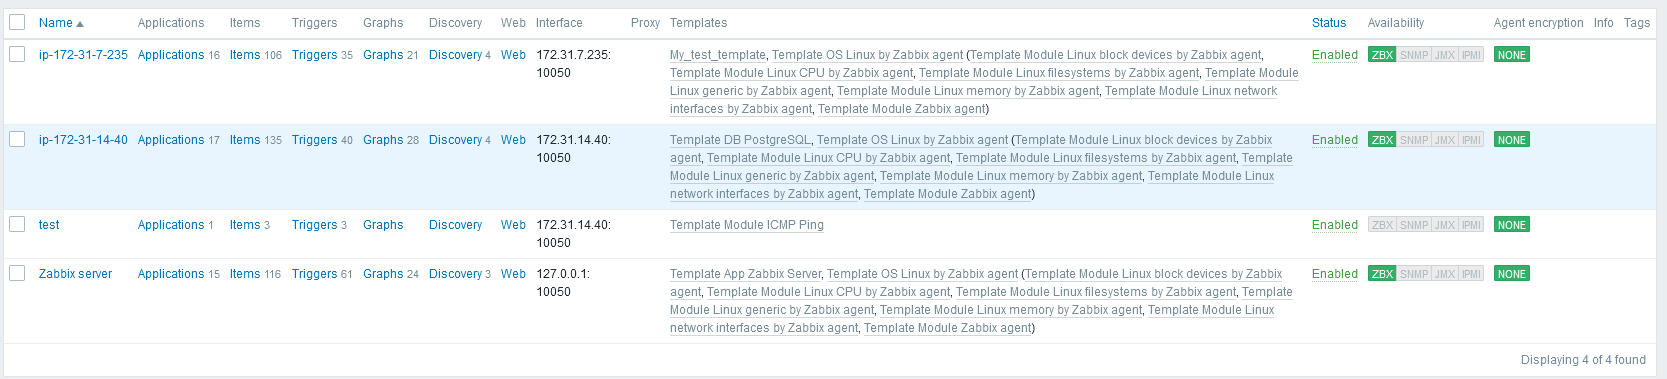 Name Applications Items Triggers Graphs Discovery Web Interface Proxy Templates Status Availability Agent encryption Info Tags
ip-172-31-7-235 Applications 16 Items 106 Triggers 35 Graphs 21 Discovery 4 Web 172.31.7.235: My_test_template, Template OS Linux by Zabbix agent (Template Module Linux block devices by Zabbix agent, Enabled ZBX SNMP JMX IPMI NONE
10050 Template Module Linux CPU by Zabbix agent, Template Module Linux filesystems by Zabbix agent, Template Module
Linux generic by Zabbix agent, Template Module Linux memory by Zabbix agent, Template Module Linux network
interfaces by Zabbix agent, Template Module Zabbix agent)
ip-172-31-14-40 Applications 17 Items 135 Triggers 40 Graphs 28 Discovery 4 Web 172.31.14.40: Template DB PostgreSQL, Template OS Linux by Zabbix agent (Template Module Linux block devices by Zabbix Enabled ZBX SNMP JMX IPMI NONE
10050 agent, Template Module Linux CPU by Zabbix agent, Template Module Linux filesystems by Zabbix agent, Template
Module Linux generic by Zabbix agent, Template Module Linux memory by Zabbix agent, Template Module Linux
network interfaces by Zabbix agent, Template Module Zabbix agent)
test Applications 1 Items 3 Triggers 3 Graphs Discovery Web 172.31.14.40: Template Module ICMP Ping Enabled ZBX SNMP JMX IPMI NONE
10050
Zabbix server Applications 15 Items 116 Triggers 61 Graphs 24 Discovery 3 Web 127.0.0.1: Template App Zabbix Server, Template OS Linux by Zabbix agent (Template Module Linux block devices by Zabbix Enabled ZBX SNMP JMX IPMI NONE
10050 agent, Template Module Linux CPU by Zabbix agent, Template Module Linux filesystems by Zabbix agent, Template
Module Linux generic by Zabbix agent, Template Module Linux memory by Zabbix agent, Template Module Linux
network interfaces by Zabbix agent, Template Module Zabbix agent)
Displaying 4 of 4 found